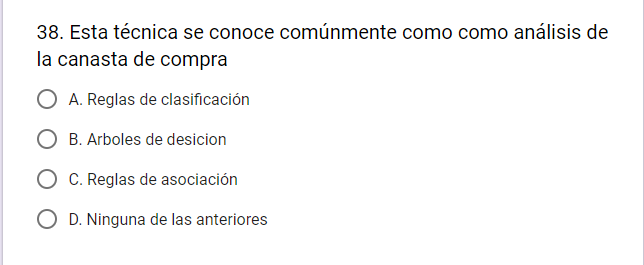 38. Esta técnica se conoce comúnmente como como análisis de
la canasta de compra
A. Reglas de clasificación
B. Arboles de desicion
C. Reglas de asociación
D. Ninguna de las anteriores